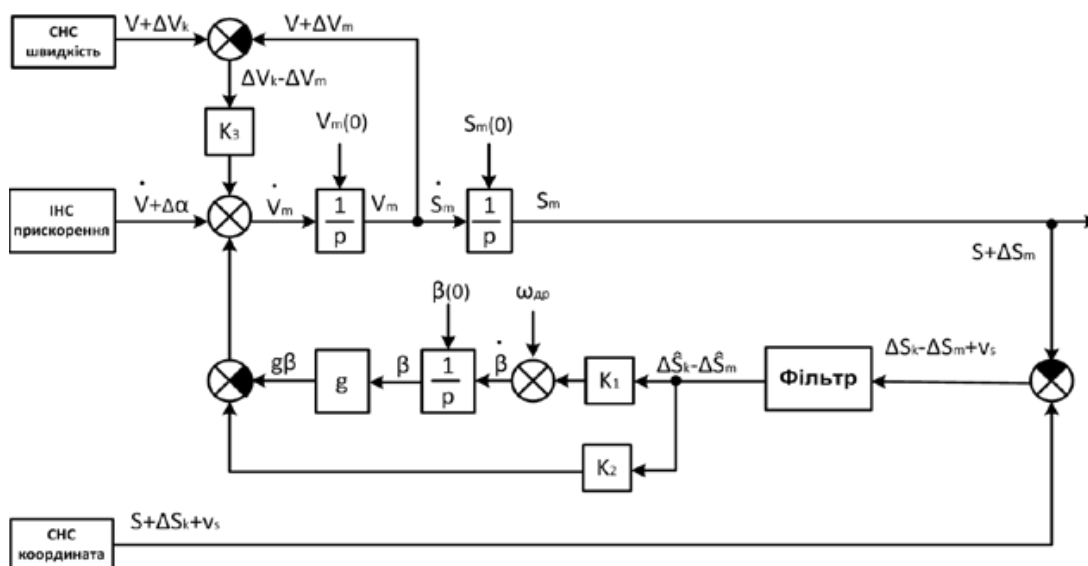 СНС
швидкість
V+ΔVk
V+ΔVm
ΔVk-ΔVm
K3
Vm(0)
Sm(0)
ІНС
прискорення
V̇+Δα
V̇m
1
p
Vm
Ṡm
1
p
Sm
S+ΔSm
β(0)
ωдр
gβ
g
β
1
p
β̇
K1
ΔŜk-ΔŜm
Фільтр
ΔSk-ΔSm+vs
K2
СНС
координата
S+ΔSk+vs